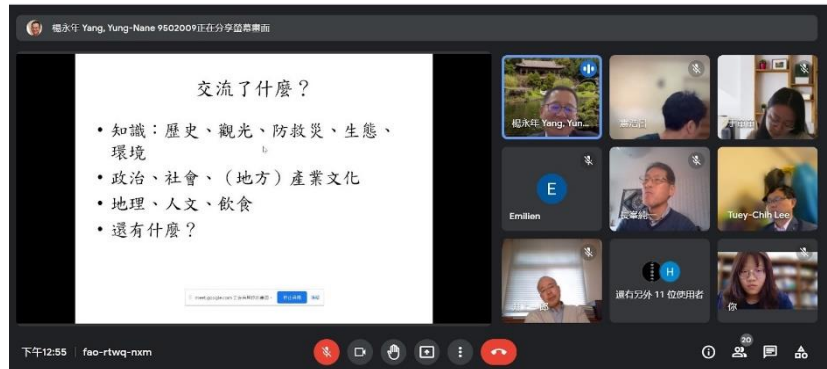 楊永年 Yang, Yung-Nane 9502009正在分享螢幕畫面
交流了什麼？
• 知識：歷史、觀光、防救災、生態、
環境
• 政治、社會、（地方）產業文化
• 地理、人文、飲食
• 還有什麼？
楊永年 Yang, Yun...
E
Emilien
Tuey-Chih Lee
H
還有另外 11 位使用者
你
下午12:55
fao-rtwq-nxm
20